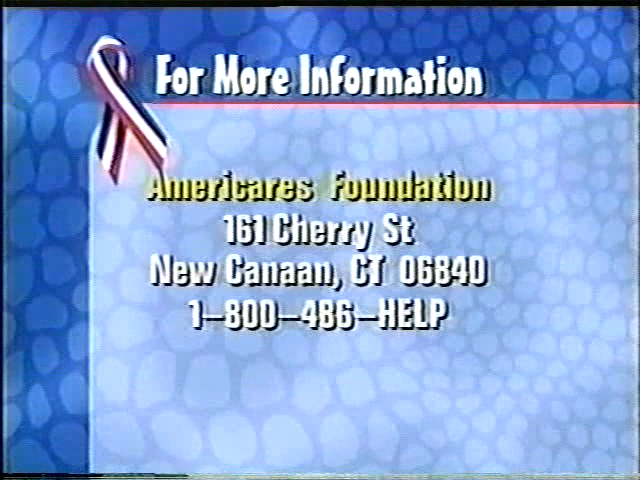 For More Information
Americares Foundation
161 Cherry St
New Canaan, CT 06840
1-800-486-HELP